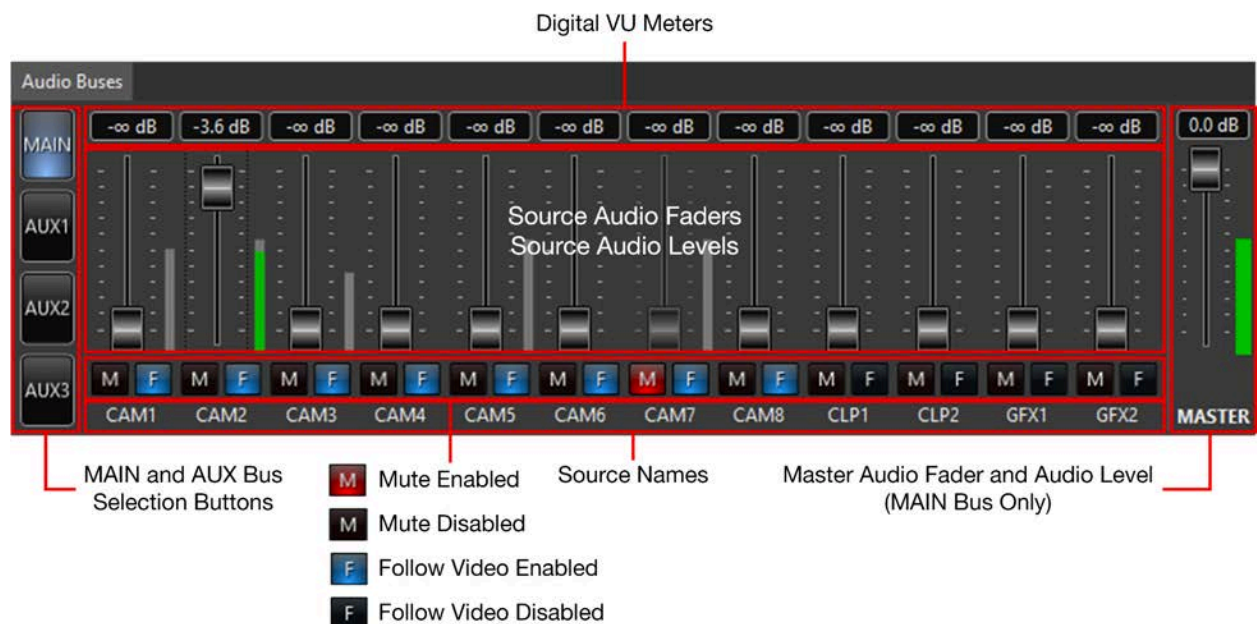 Digital VU Meters
Audio Buses
MAIN
-∞ dB -3.6 dB -∞ dB -∞ dB -∞ dB -∞ dB -∞ dB -∞ dB -∞ dB -∞ dB -∞ dB -∞ dB 0.0 dB
AUX1
Source Audio Faders
Source Audio Levels
AUX2
AUX3
M F M F M F M F M F M F M F M F M F M F M F M F
CAM1 CAM2 CAM3 CAM4 CAM5 CAM6 CAM7 CAM8 CLP1 CLP2 GFX1 GFX2 MASTER
MAIN and AUX Bus
Selection Buttons
M Mute Enabled
M Mute Disabled
F Follow Video Enabled
F Follow Video Disabled
Source Names
Master Audio Fader and Audio Level
(MAIN Bus Only)